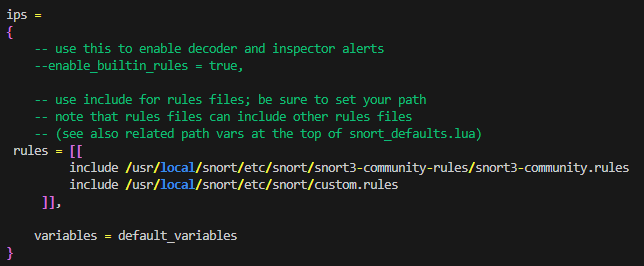 ips =
{
    -- use this to enable decoder and inspector alerts
    --enable_builtin_rules = true,

    -- use include for rules files; be sure to set your path
    -- note that rules files can include other rules files
    -- (see also related path vars at the top of snort_defaults.lua)
 rules = [[
        include /usr/local/snort/etc/snort/snort3-community-rules/snort3-community.rules
        include /usr/local/snort/etc/snort/custom.rules
     ]],

    variables = default_variables
}